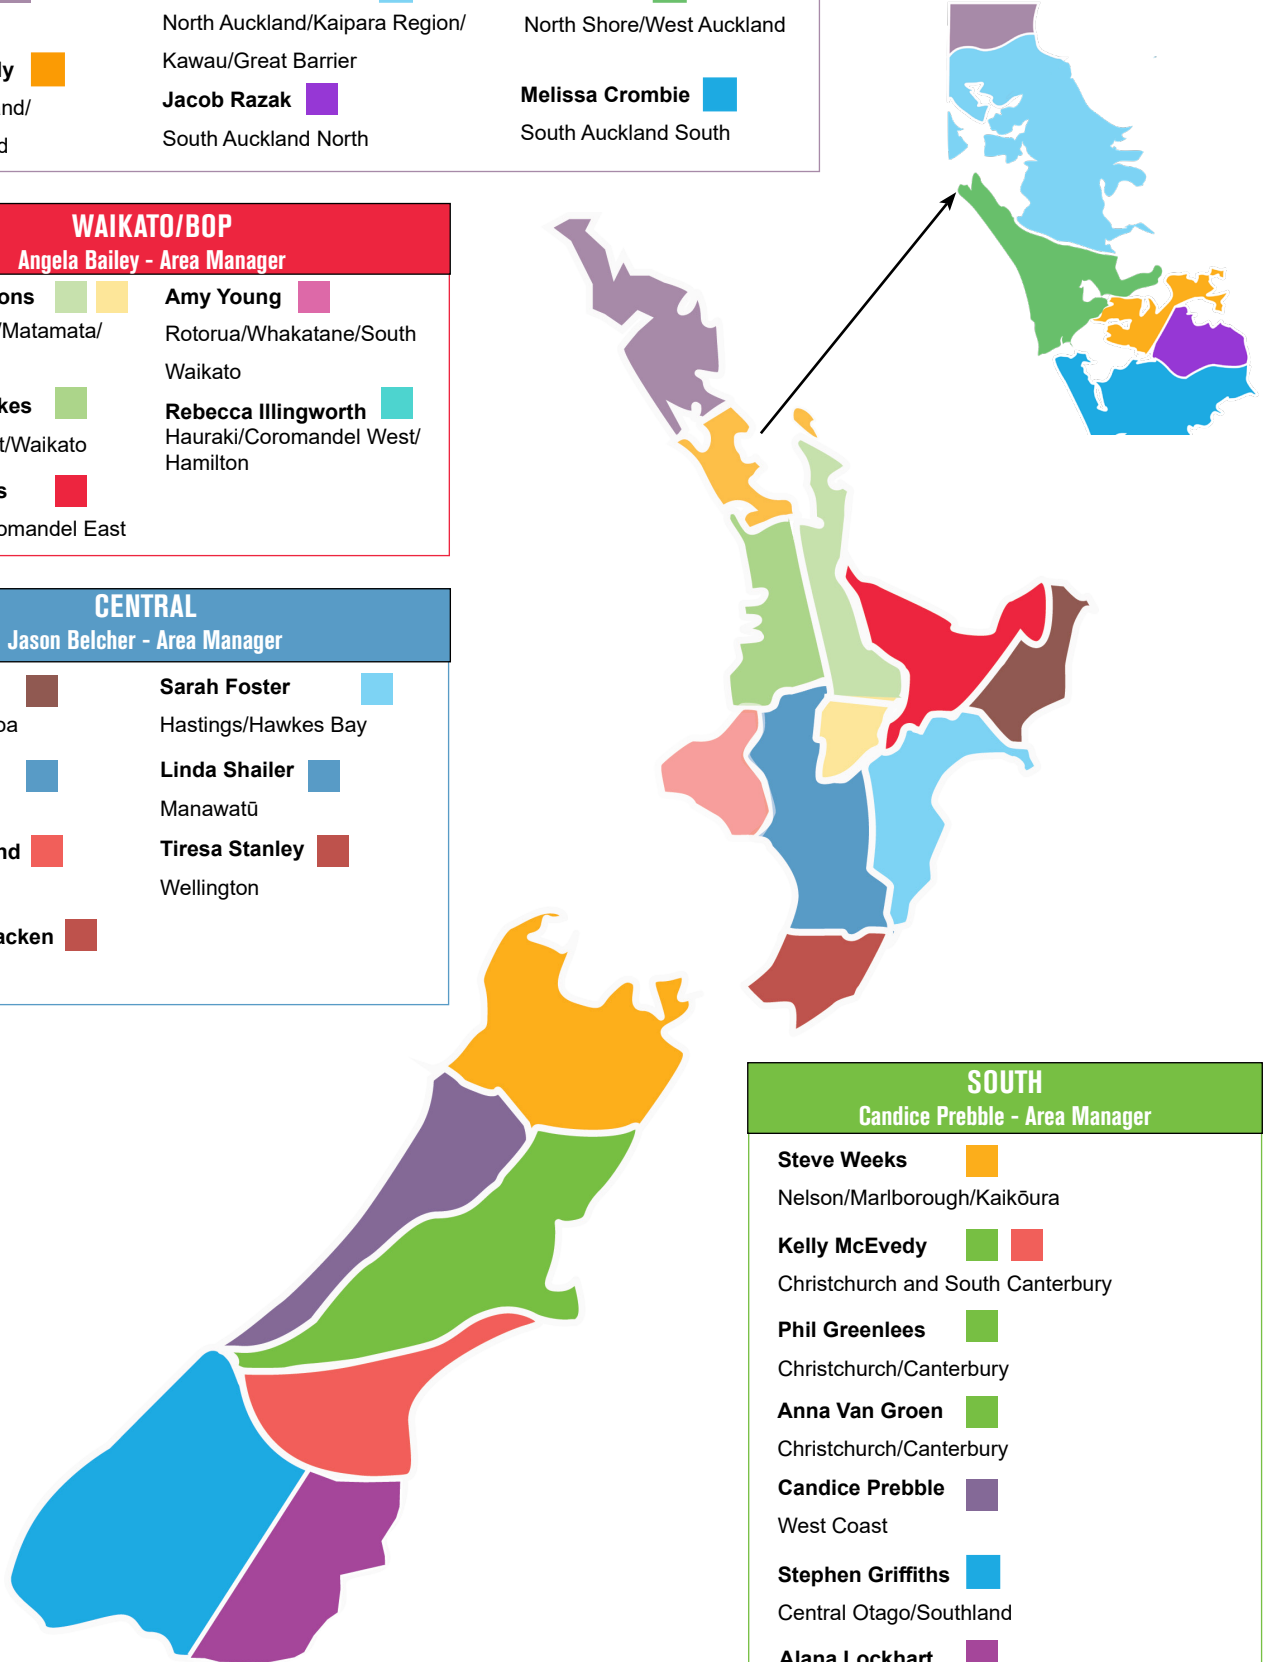 North Auckland/Kaipara Region/
Kawau/Great Barrier
North Shore/West Auckland
Jacob Razak
South Auckland North
Melissa Crombie
South Auckland South
WAIKATO/BOP
Angela Bailey - Area Manager
/Matamata/
Amy Young
Rotorua/Whakatane/South
Waikato
t/Waikato
Rebecca Illingworth
Hauraki/Coromandel West/
Hamilton
omandel East
CENTRAL
Jason Belcher - Area Manager
Sarah Foster
Hastings/Hawkes Bay
Linda Shailer
Manawatū
Tiresa Stanley
Wellington
SOUTH
Candice Prebble - Area Manager
Steve Weeks
Nelson/Marlborough/Kaikōura
Kelly McEvedy
Christchurch and South Canterbury
Phil Greenlees
Christchurch/Canterbury
Anna Van Groen
Christchurch/Canterbury
Candice Prebble
West Coast
Stephen Griffiths
Central Otago/Southland
Alana Lockhart